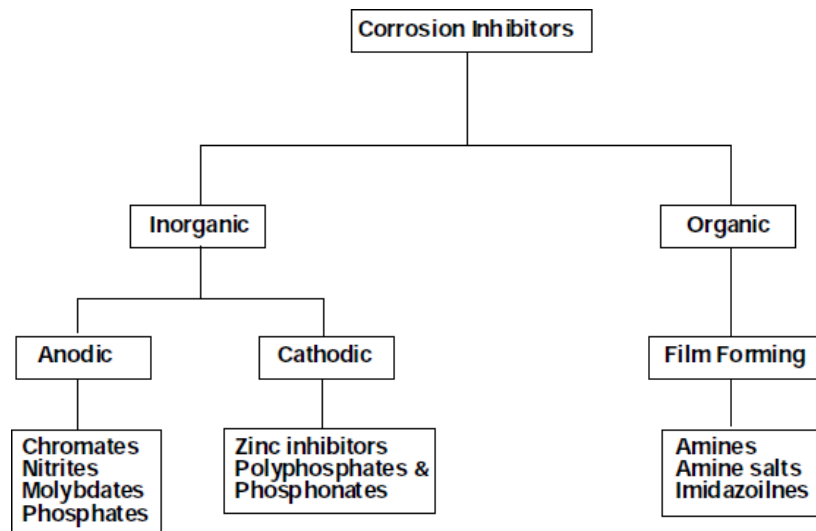 Corrosion Inhibitors
Inorganic
Organic
Anodic
Cathodic
Film Forming
Chromates
Nitrites
Molybdates
Phosphates
Zinc inhibitors
Polyphosphates &
Phosphonates
Amines
Amine salts
Imidazoilnes